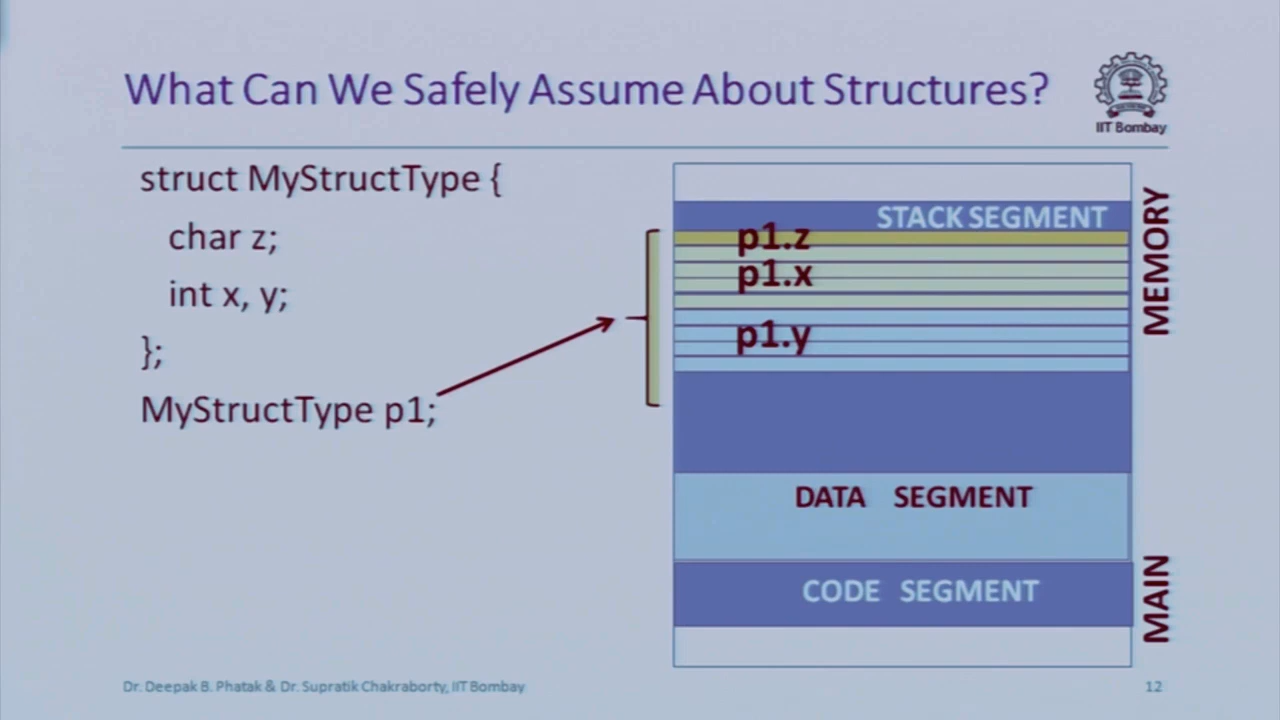 What Can We Safely Assume About Structures?
IIT Bombay
struct MyStructType {
char z;
int x, y;
};
MyStructType p1;
STACK SEGMENT
p1.z
p1.x
p1.y
DATA SEGMENT
CODE SEGMENT
MAIN MEMORY
Dr. Deepak B. Phatak & Dr. Supratik Chakraborty, IIT Bombay
12